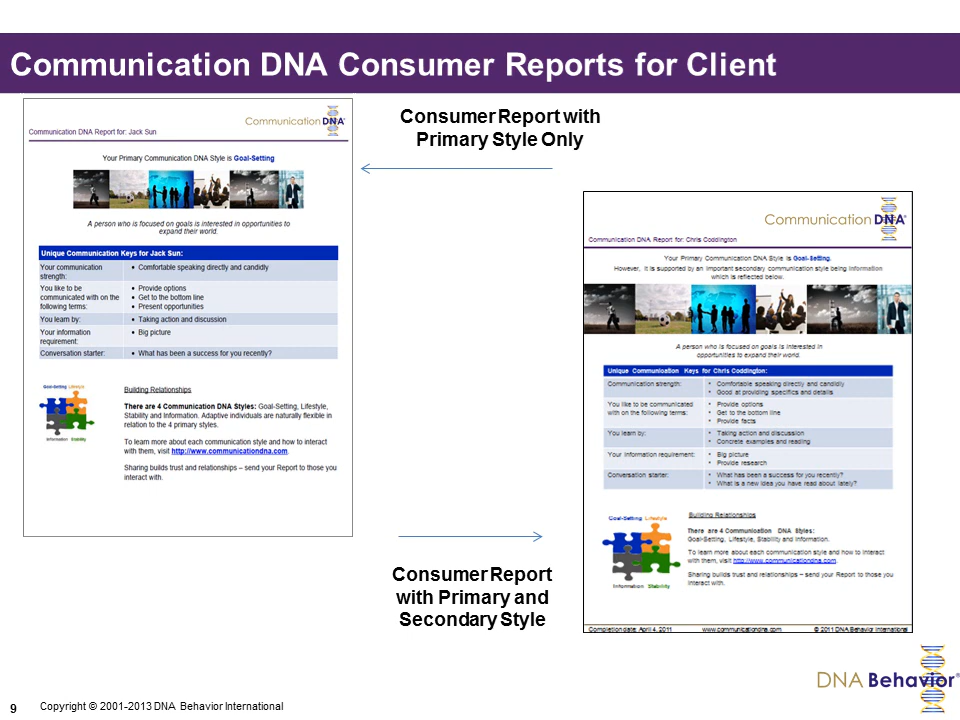 Communication DNA Consumer Reports for Client
Communication DNA®
Communication DNA Report for: Jack Sun
Your Primary Communication DNA Style is Goal-Setting
A person who is focused on goals is interested in opportunities to
expand their world.
Unique Communication Keys for Jack Sun:
Your communication
strength:
• Comfortable speaking directly and candidly
You like to be
communicated with on the
following terms:
• Provide options
• Get to the bottom line
• Present opportunities
You learn by:
• Taking action and discussion
Your information
requirement:
• Big picture
Conversation starter:
• What has been a success for you recently?
Goal-Setting Lifestyle
Information Stability
Building Relationships
There are 4 Communication DNA Styles: Goal-Setting, Lifestyle,
Stability and Information. Adaptive individuals are naturally flexible in
relation to the 4 primary styles.
To learn more about each communication style and how to interact
with them, visit http://www.communicationdna.com.
Sharing builds trust and relationships – send your Report to those you
interact with.
Consumer Report with
Primary Style Only
Consumer Report
with Primary and
Secondary Style
Communication DNA®
Communication DNA Report for: Chris Coddington
Your Primary Communication DNA Style is Goal-Setting.
However, it is supported by an important secondary communication style being Information
which is reflected below.
A person who is focused on goals is interested in
opportunities to expand their world.
Unique Communication Keys for Chris Coddington:
Communication strength:
• Comfortable speaking directly and candidly
• Good at providing specifics and details
You like to be communicated
with on the following terms:
• Provide options
• Get to the bottom line
• Provide facts
You learn by:
• Taking action and discussion
• Concrete examples and reading
Your information requirement:
• Big picture
• Provide research
Conversation starter:
• What has been a success for you recently?
• What is a new idea you have read about lately?
Goal-Setting Lifestyle
Information Stability
Building Relationships
There are 4 Communication DNA Styles:
Goal-Setting, Lifestyle, Stability and Information.
To learn more about each communication style and how to interact
with them, visit http://www.communicationdna.com.
Sharing builds trust and relationships – send your Report to those you
interact with.
Completion date: April 4, 2011 www.communicationdna.com © 2011 DNA Behavior International
DNA Behavior®
9 Copyright © 2001-2013 DNA Behavior International